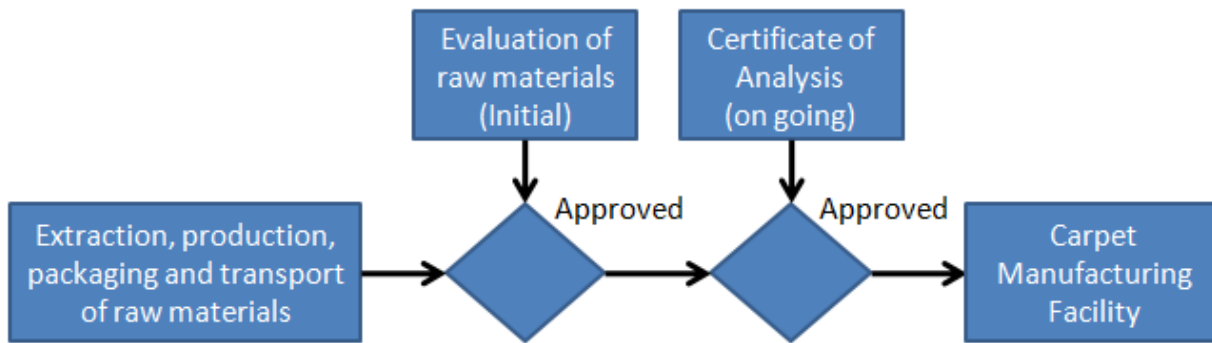 Evaluation of
raw materials
(Initial)
Certificate of
Analysis
(on going)
Approved
Approved
Extraction, production,
packaging and transport
of raw materials
Carpet
Manufacturing
Facility